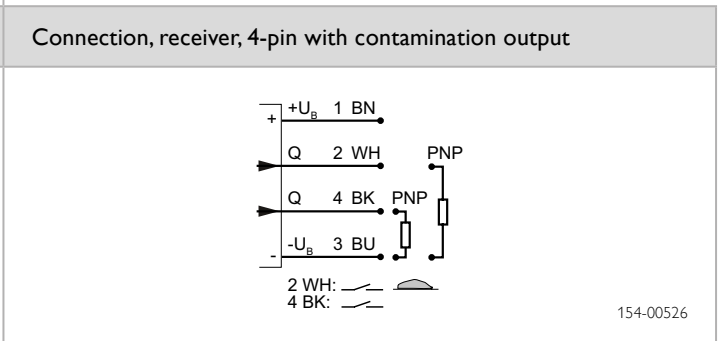 Connection, receiver, 4-pin with contamination output
+ +U_B 1 BN
Q 2 WH PNP
Q 4 BK PNP
- -U_B 3 BU
2 WH:
4 BK:
154-00526